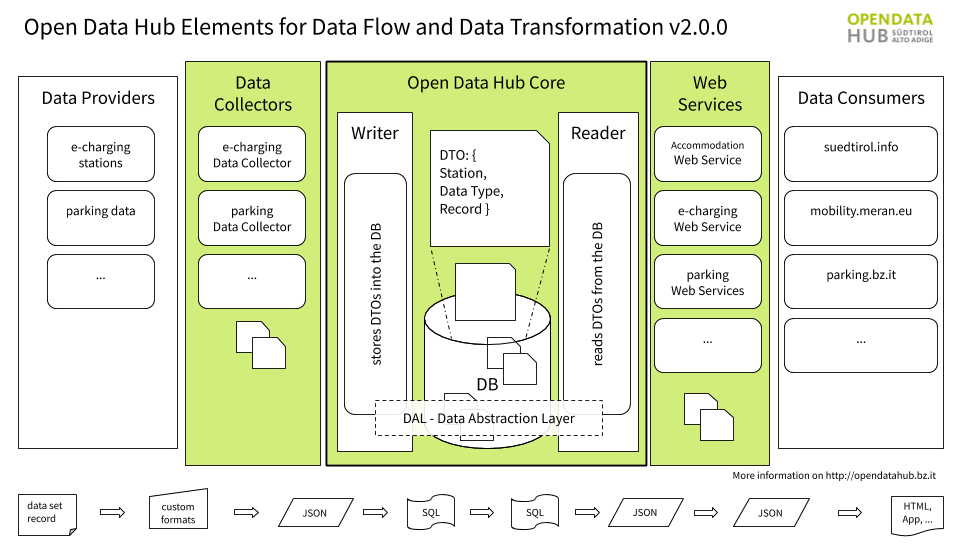 Open Data Hub Elements for Data Flow and Data Transformation v2.0.0
OPENDATA
HUB SÜDTIROL
ALTO ADIGE
Data Providers
e-charging
stations
parking data
...
Data
Collectors
e-charging
Data Collector
parking
Data Collector
...
Open Data Hub Core
Writer
stores DTOs into the DB
DTO: {
Station,
Data Type,
Record }
DB
DAL - Data Abstraction Layer
Reader
reads DTOs from the DB
Web
Services
Accommodation
Web Service
e-charging
Web Service
parking
Web Services
...
Data Consumers
suedtirol.info
mobility.meran.eu
parking.bz.it
...
More information on http://opendatahub.bz.it
data set
record
custom
formats
JSON
SQL
SQL
JSON
JSON
HTML,
App, ...